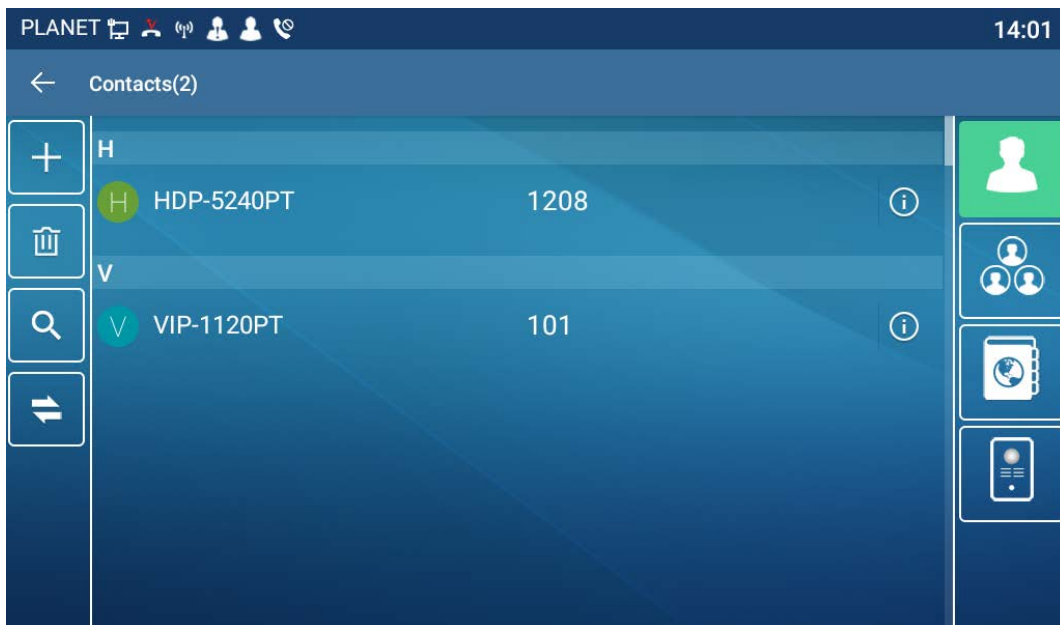 PLANET 14:01
Contacts(2)
H
H HDP-5240PT 1208
V
V VIP-1120PT 101